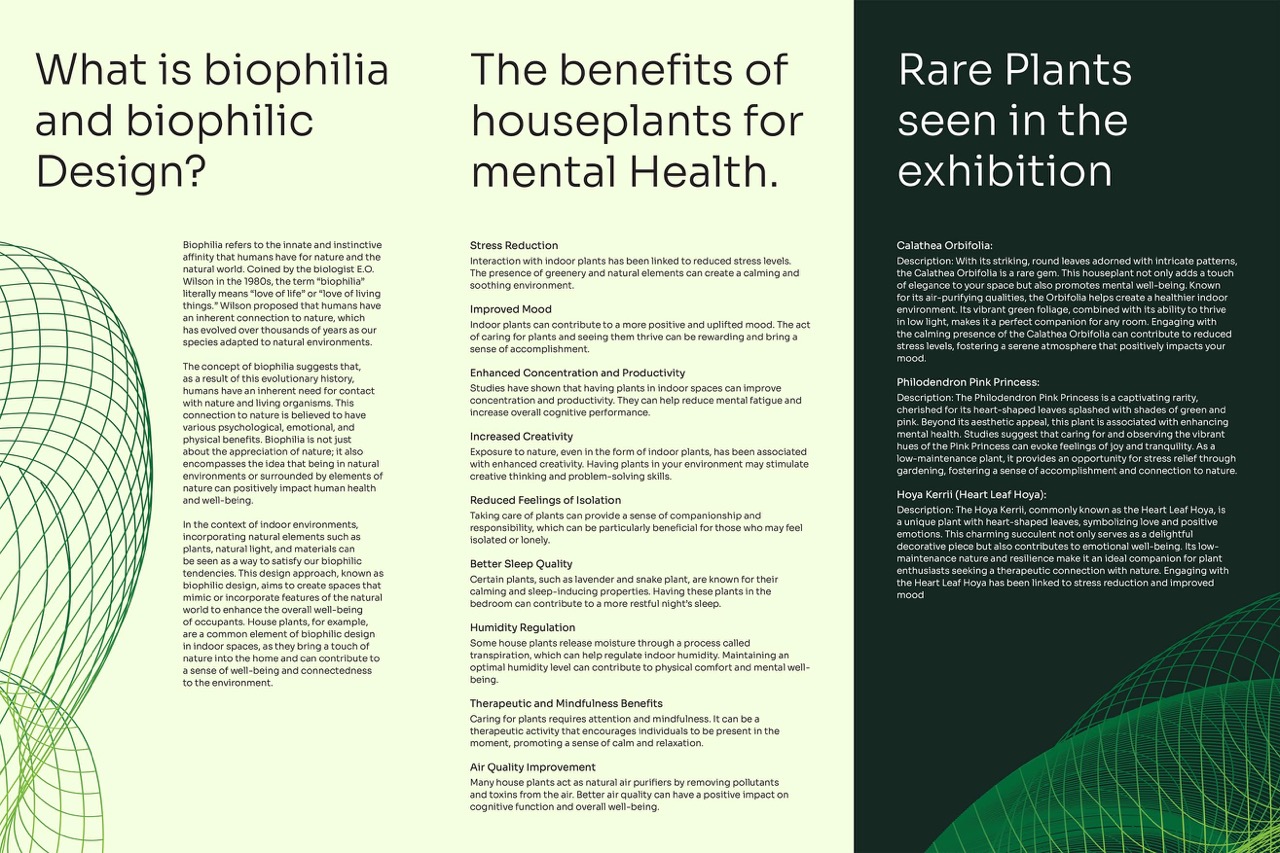 What is biophilia
and biophilic
Design?
Biophilia refers to the innate and instinctive
affinity that humans have for nature and the
natural world. Coined by the biologist E.O.
Wilson in the 1980s, the term “biophilia”
literally means “love of life” or “love of living
things.” Wilson proposed that humans have
an inherent connection to nature, which
has evolved over thousands of years as our
species adapted to natural environments.
The concept of biophilia suggests that,
as a result of this evolutionary history,
humans have an inherent need for contact
with nature and living organisms. This
connection to nature is believed to have
various psychological, emotional, and
physical benefits. Biophilia is not just
about the appreciation of nature; it also
encompasses the idea that being in natural
environments or surrounded by elements of
nature can positively impact human health
and well-being.
In the context of indoor environments,
incorporating natural elements such as
plants, natural light, and materials can
be seen as a way to satisfy our biophilic
tendencies. This design approach, known as
biophilic design, aims to create spaces that
mimic or incorporate features of the natural
world to enhance the overall well-being
of occupants. House plants, for example,
are a common element of biophilic design
in indoor spaces, as they bring a touch of
nature into the home and can contribute to
a sense of well-being and connectedness
to the environment.
The benefits of
houseplants for
mental Health.
Stress Reduction
Interaction with indoor plants has been linked to reduced stress levels.
The presence of greenery and natural elements can create a calming and
soothing environment.
Improved Mood
Indoor plants can contribute to a more positive and uplifted mood. The act
of caring for plants and seeing them thrive can be rewarding and bring a
sense of accomplishment.
Enhanced Concentration and Productivity
Studies have shown that having plants in indoor spaces can improve
concentration and productivity. They can help reduce mental fatigue and
increase overall cognitive performance.
Increased Creativity
Exposure to nature, even in the form of indoor plants, has been associated
with enhanced creativity. Having plants in your environment may stimulate
creative thinking and problem-solving skills.
Reduced Feelings of Isolation
Taking care of plants can provide a sense of companionship and
responsibility, which can be particularly beneficial for those who may feel
isolated or lonely.
Better Sleep Quality
Certain plants, such as lavender and snake plant, are known for their
calming and sleep-inducing properties. Having these plants in the
bedroom can contribute to a more restful night's sleep.
Humidity Regulation
Some house plants release moisture through a process called
transpiration, which can help regulate indoor humidity. Maintaining an
optimal humidity level can contribute to physical comfort and mental well-
being.
Therapeutic and Mindfulness Benefits
Caring for plants requires attention and mindfulness. It can be a
therapeutic activity that encourages individuals to be present in the
moment, promoting a sense of calm and relaxation.
Air Quality Improvement
Many house plants act as natural air purifiers by removing pollutants
and toxins from the air. Better air quality can have a positive impact on
cognitive function and overall well-being.
Rare Plants
seen in the
exhibition
Calathea Orbifolia:
Description: With its striking, round leaves adorned with intricate patterns,
the Calathea Orbifolia is a rare gem. This houseplant not only adds a touch
of elegance to your space but also promotes mental well-being. Known
for its air-purifying qualities, the Orbifolia helps create a healthier indoor
environment. Its vibrant green foliage, combined with its ability to thrive
in low light, makes it a perfect companion for any room. Engaging with
the calming presence of the Calathea Orbifolia can contribute to reduced
stress levels, fostering a serene atmosphere that positively impacts your
mood.
Philodendron Pink Princess:
Description: The Philodendron Pink Princess is a captivating rarity,
cherished for its heart-shaped leaves splashed with shades of green and
pink. Beyond its aesthetic appeal, this plant is associated with enhancing
mental health. Studies suggest that caring for and observing the vibrant
hues of the Pink Princess can evoke feelings of joy and tranquility. As a
low-maintenance plant, it provides an opportunity for stress relief through
gardening, fostering a sense of accomplishment and connection to nature.
Hoya Kerrii (Heart Leaf Hoya):
Description: The Hoya Kerrii, commonly known as the Heart Leaf Hoya, is
a unique plant with heart-shaped leaves, symbolizing love and positive
emotions. This charming succulent not only serves as a delightful
decorative piece but also contributes to emotional well-being. Its low-
maintenance nature and resilience make it an ideal companion for plant
enthusiasts seeking a therapeutic connection with nature. Engaging with
the Heart Leaf Hoya has been linked to stress reduction and improved
mood